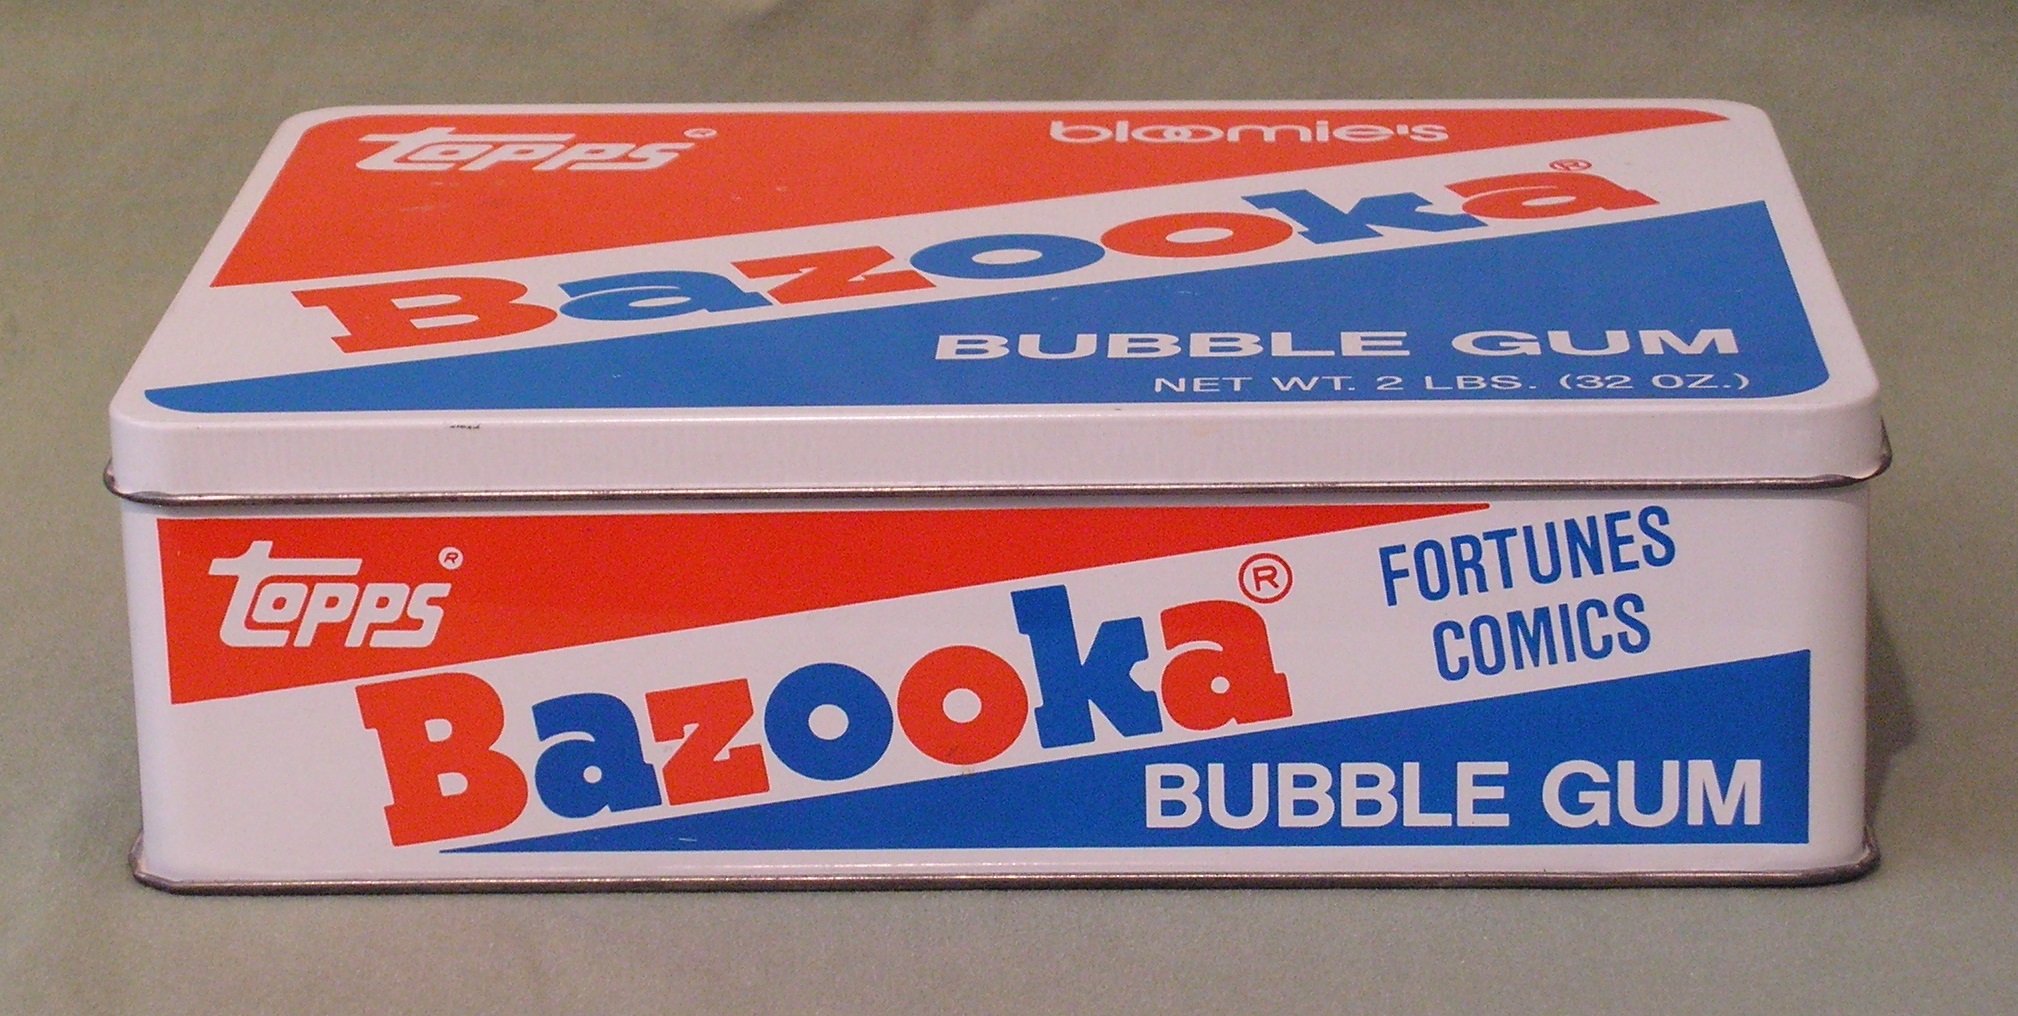 topps®
bloomie's
Bazooka®
BUBBLE GUM
NET WT. 2 LBS. (32 OZ.)
topps®
Bazooka®
FORTUNES
COMICS
BUBBLE GUM